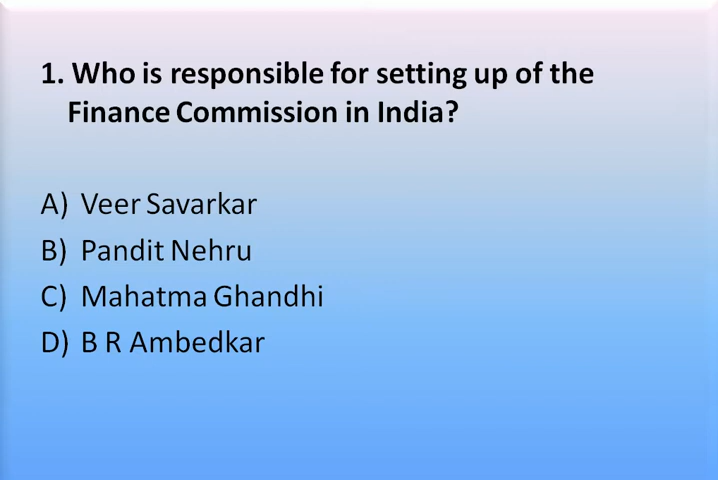 1. Who is responsible for setting up of the
Finance Commission in India?
A) Veer Savarkar
B) Pandit Nehru
C) Mahatma Ghandhi
D) B R Ambedkar